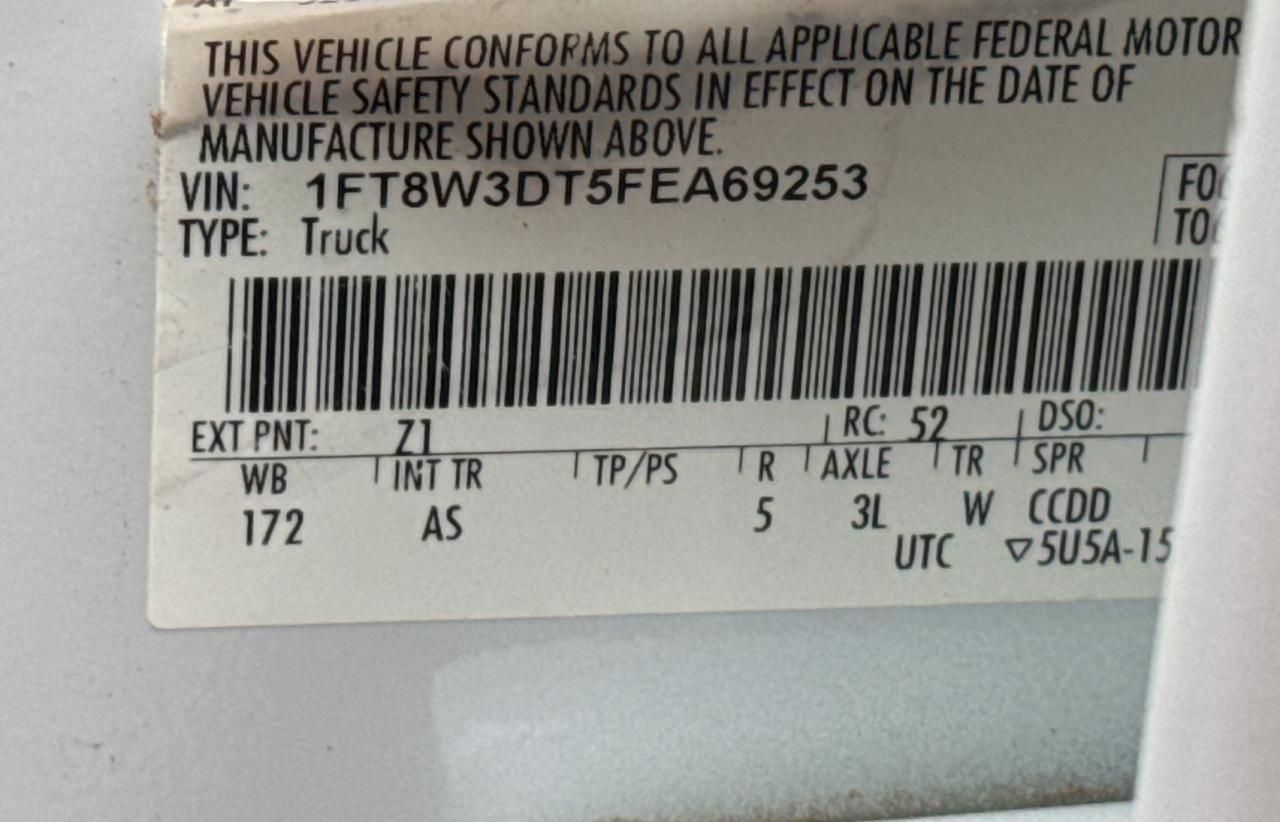 THIS VEHICLE CONFORMS TO ALL APPLICABLE FEDERAL MOTOR
VEHICLE SAFETY STANDARDS IN EFFECT ON THE DATE OF
MANUFACTURE SHOWN ABOVE.
VIN: 1FT8W3DT5FEA69253
TYPE: Truck
EXT PNT: Z1 RC: 52 DSO:
WB INT TR TP/PS R AXLE TR SPR
172 AS 5 3L W CCDD
UTC ▽5U5A-15